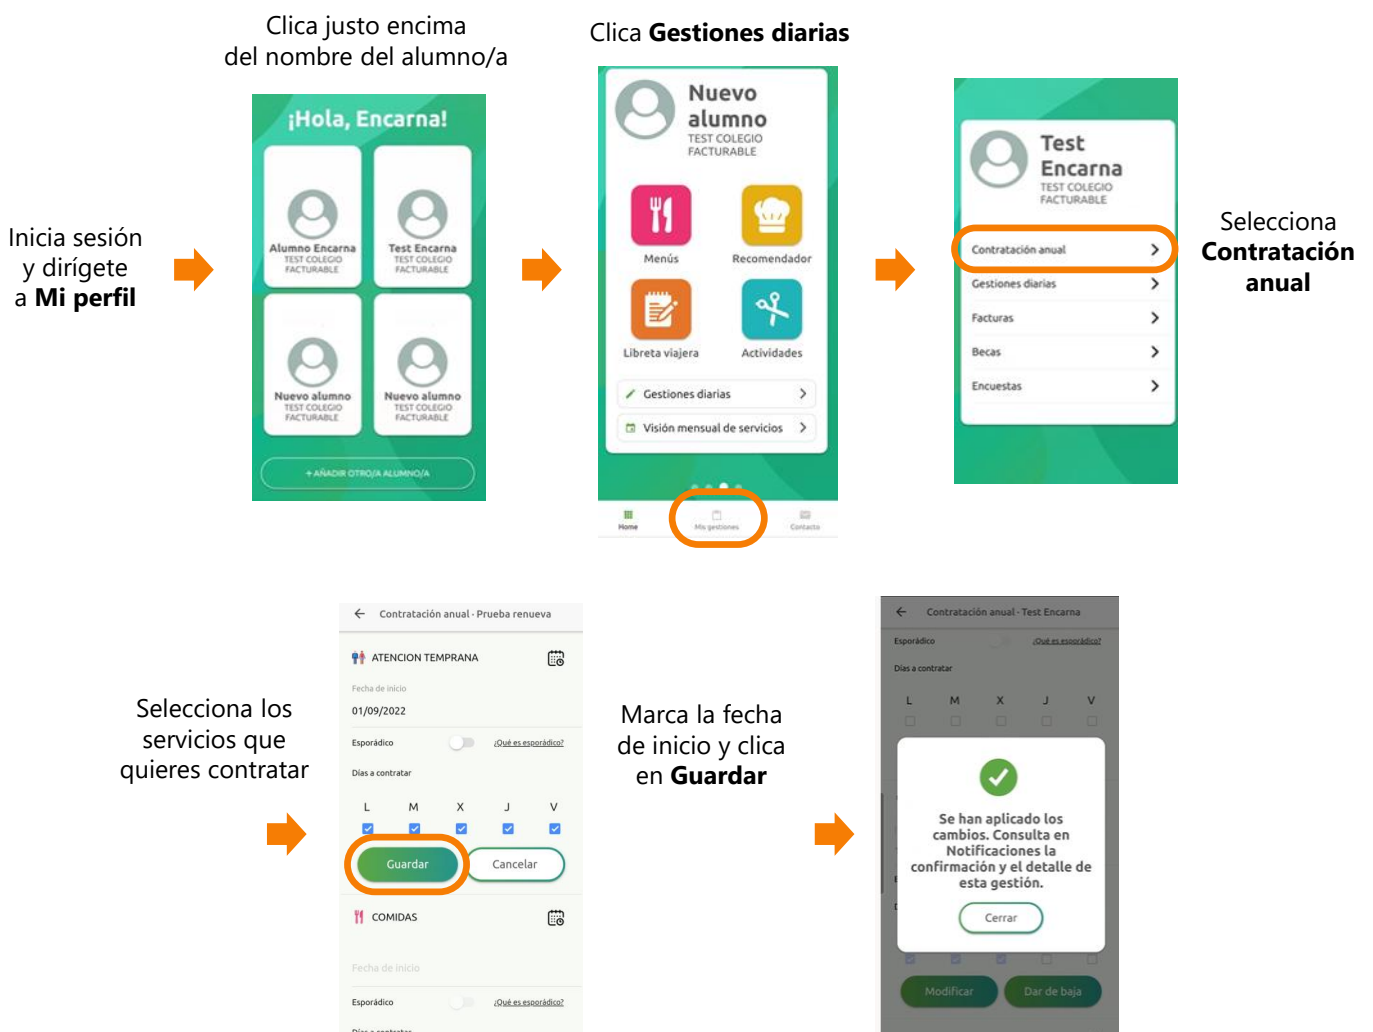 Clica justo encima
del nombre del alumno/a
Clica Gestiones diarias
Inicia sesión
y dirígete
a Mi perfil
¡Hola, Encarna!
Alumno Encarna
TEST COLEGIO
FACTURABLE
Test Encarna
TEST COLEGIO
FACTURABLE
Nuevo alumno
TEST COLEGIO
FACTURABLE
Nuevo alumno
TEST COLEGIO
FACTURABLE
+ AÑADIR OTRO/A ALUMNO/A
Nuevo
alumno
TEST COLEGIO
FACTURABLE
Menús
Recomendador
Libreta viajera
Actividades
Gestiones diarias
Visión mensual de servicios
Home
Mis gestiones
Contacto
Test
Encarna
TEST COLEGIO
FACTURABLE
Contratación anual
Gestiones diarias
Facturas
Becas
Encuestas
Selecciona
Contratación
anual
Selecciona los
servicios que
quieres contratar
Contratación anual - Prueba renueva
ATENCION TEMPRANA
Fecha de inicio
01/09/2022
Esporádico
¿Qué es esporádico?
Días a contratar
L M X J V
Guardar
Cancelar
COMIDAS
Fecha de inicio
Esporádico
¿Qué es esporádico?
Días a contratar
Marca la fecha
de inicio y clica
en Guardar
Contratación anual - Test Encarna
Esporádico
¿Qué es esporádico?
Días a contratar
L M X J V
Se han aplicado los
cambios. Consulta en
Notificaciones la
confirmación y el detalle de
esta gestión.
Cerrar
Modificar
Dar de baja